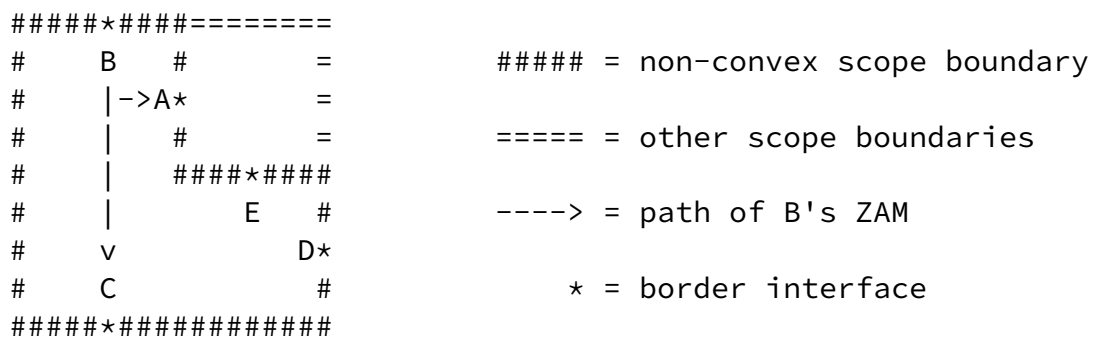 #####*####========
#     B    #        =          ##### = non-convex scope boundary
#     |->A*        =
#     |    #        =          ===== = other scope boundaries
#     |    ####*####
#     |        E    #          ----> = path of B's ZAM
#     v            D*
#     C             #              * = border interface
#####*############